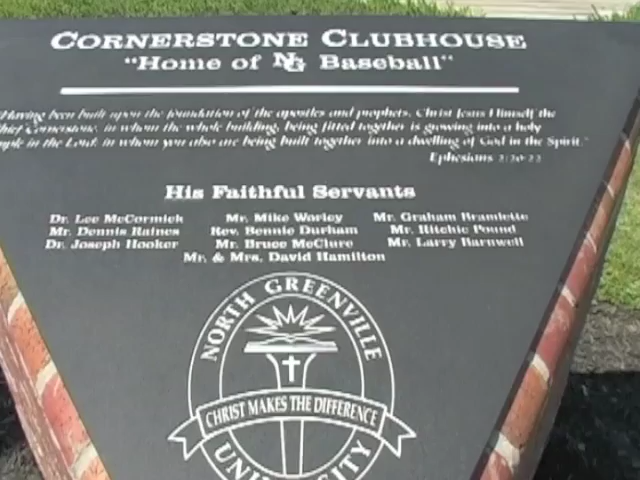 CORNERSTONE CLUBHOUSE
"Home of NG Baseball"
"Having been built upon the foundation of the apostles and prophets, Christ Jesus Himself the
Chief Cornerstone, in whom the whole building, being fitted together is growing into a holy
temple in the Lord, in whom you also are being built together into a dwelling of God in the Spirit."
Ephesians 2:20-22
His Faithful Servants
Dr. Lee McCormick Mr. Mike Worley Mr. Graham Bramlette
Mr. Dennis Raines Rev. Bennie Durham Mr. Ritchie Pound
Dr. Joseph Hooker Mr. Bruce McClure Mr. Larry Barnwell
Mr. & Mrs. David Hamilton
NORTH GREENVILLE
CHRIST MAKES THE DIFFERENCE
UNIVERSITY